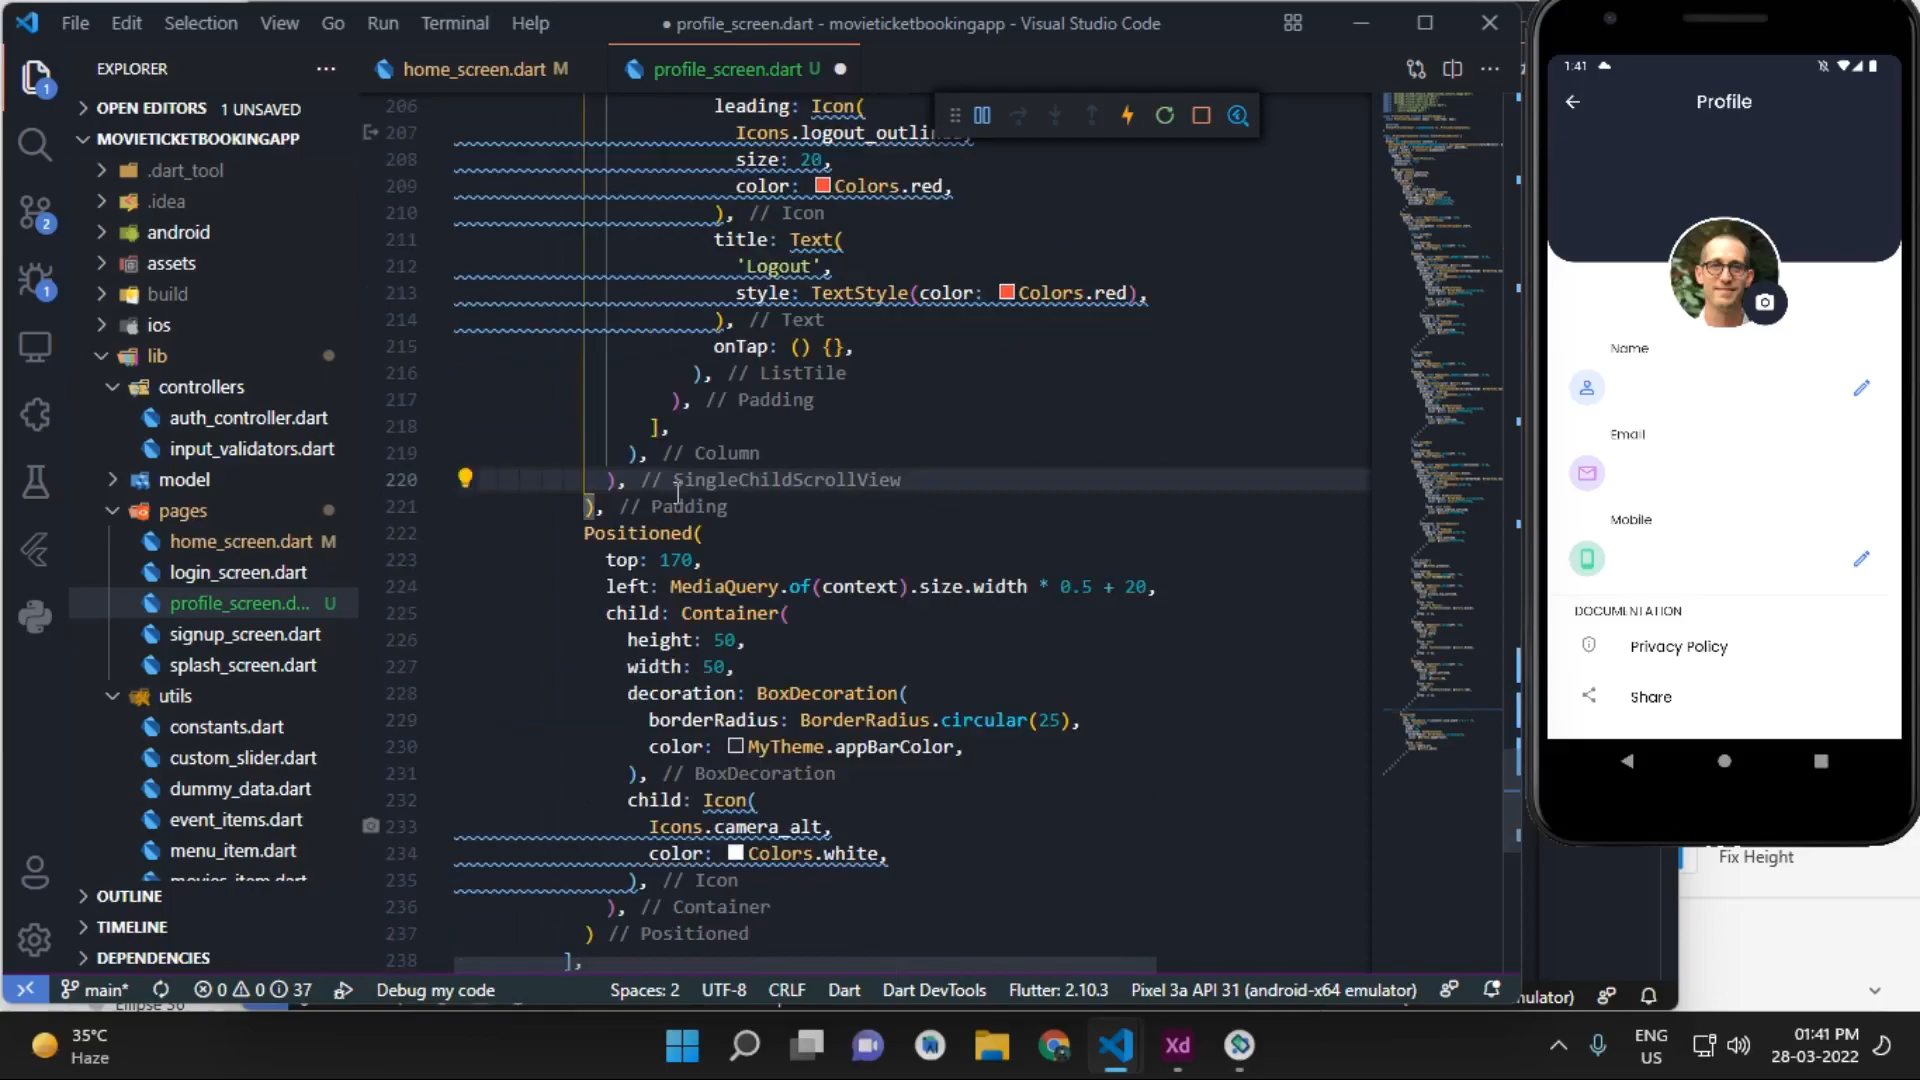 File Edit Selection View Go Run Terminal Help
● profile_screen.dart - movieticketbookingapp - Visual Studio Code
EXPLORER
OPEN EDITORS 1 UNSAVED
MOVIETICKETBOOKINGAPP
.dart_tool
.idea
android
assets
build
ios
lib
controllers
auth_controller.dart
input_validators.dart
model
pages
home_screen.dart M
login_screen.dart
profile_screen.d... U
signup_screen.dart
splash_screen.dart
utils
constants.dart
custom_slider.dart
dummy_data.dart
event_items.dart
menu_item.dart
OUTLINE
TIMELINE
DEPENDENCIES
1
2
1
home_screen.dart M
profile_screen.dart U
206 leading: Icon(
207 Icons.logout_outlin
208 size: 20,
209 color: Colors.red,
210 ), // Icon
211 title: Text(
212 'Logout',
213 style: TextStyle(color: Colors.red),
214 ), // Text
215 onTap: () {},
216 ), // ListTile
217 ), // Padding
218 ],
219 ), // Column
220 ), // SingleChildScrollView
221 ), // Padding
222 Positioned(
223 top: 170,
224 left: MediaQuery.of(context).size.width * 0.5 + 20,
225 child: Container(
226 height: 50,
227 width: 50,
228 decoration: BoxDecoration(
229 borderRadius: BorderRadius.circular(25),
230 color: MyTheme.appBarColor,
231 ), // BoxDecoration
232 child: Icon(
233 Icons.camera_alt,
234 color: Colors.white,
235 ), // Icon
236 ), // Container
237 ) // Positioned
238 ],
main* 0 0 37 Debug my code Spaces: 2 UTF-8 CRLF Dart Dart DevTools Flutter: 2.10.3 Pixel 3a API 31 (android-x64 emulator)
1:41
Profile
Name
Email
Mobile
DOCUMENTATION
Privacy Policy
Share
Fix Height
mulator)
35°C
Haze
Xd
ENG
US
01:41 PM
28-03-2022